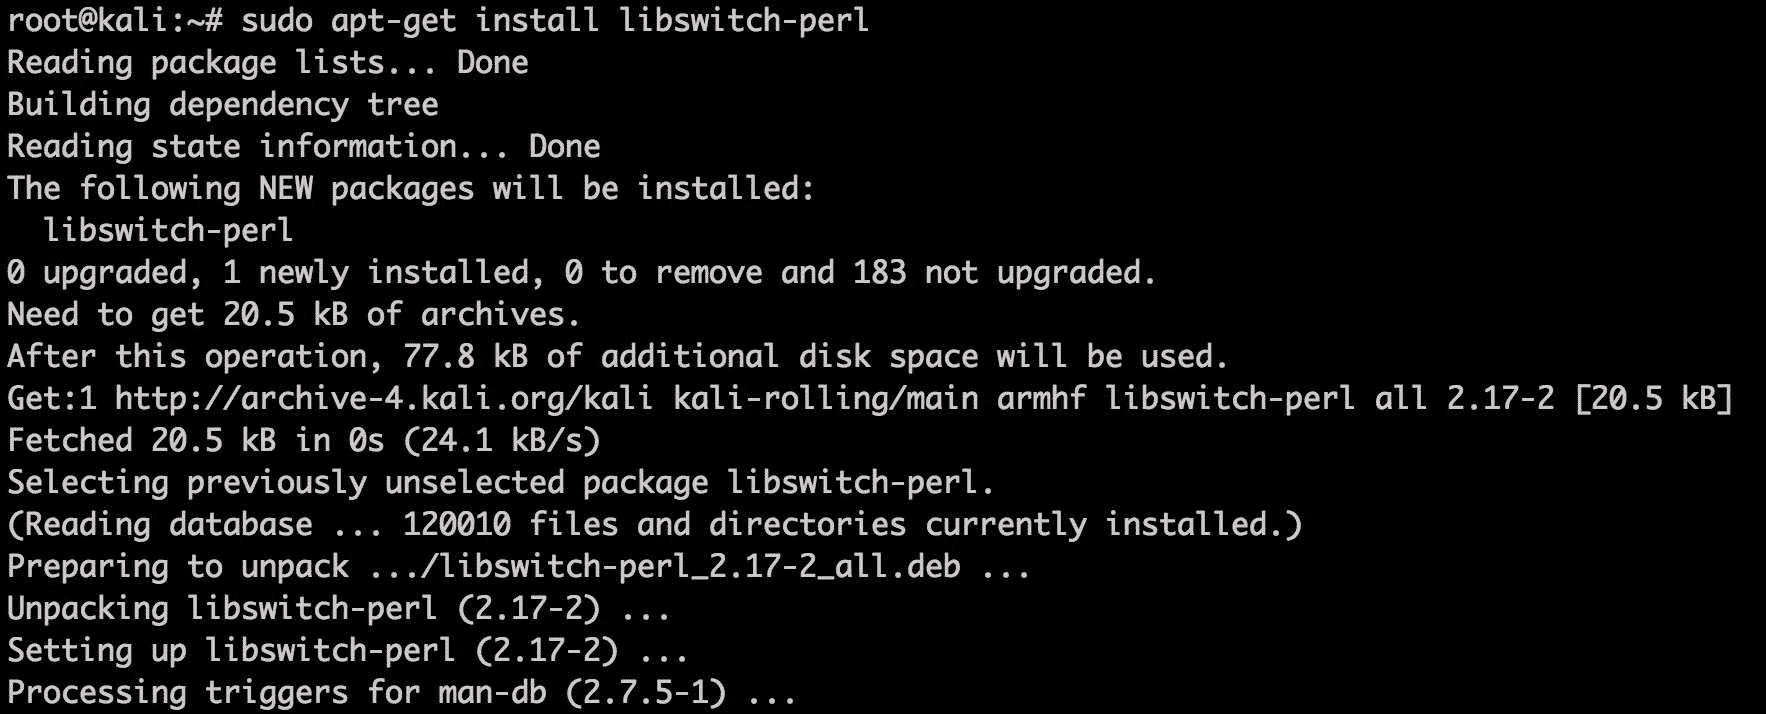 root@kali:~# sudo apt-get install libswitch-perl
Reading package lists... Done
Building dependency tree
Reading state information... Done
The following NEW packages will be installed:
  libswitch-perl
0 upgraded, 1 newly installed, 0 to remove and 183 not upgraded.
Need to get 20.5 kB of archives.
After this operation, 77.8 kB of additional disk space will be used.
Get:1 http://archive-4.kali.org/kali kali-rolling/main armhf libswitch-perl all 2.17-2 [20.5 kB]
Fetched 20.5 kB in 0s (24.1 kB/s)
Selecting previously unselected package libswitch-perl.
(Reading database ... 120010 files and directories currently installed.)
Preparing to unpack .../libswitch-perl_2.17-2_all.deb ...
Unpacking libswitch-perl (2.17-2) ...
Setting up libswitch-perl (2.17-2) ...
Processing triggers for man-db (2.7.5-1) ...